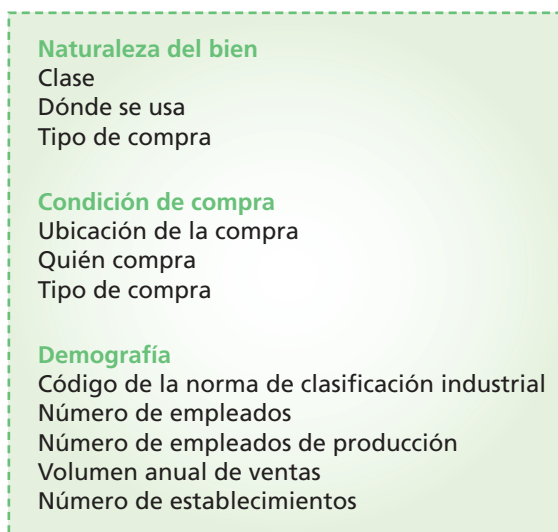 Naturaleza del bien
Clase
Dónde se usa
Tipo de compra
Condición de compra
Ubicación de la compra
Quién compra
Tipo de compra
Demografía
Código de la norma de clasificación industrial
Número de empleados
Número de empleados de producción
Volumen anual de ventas
Número de establecimientos